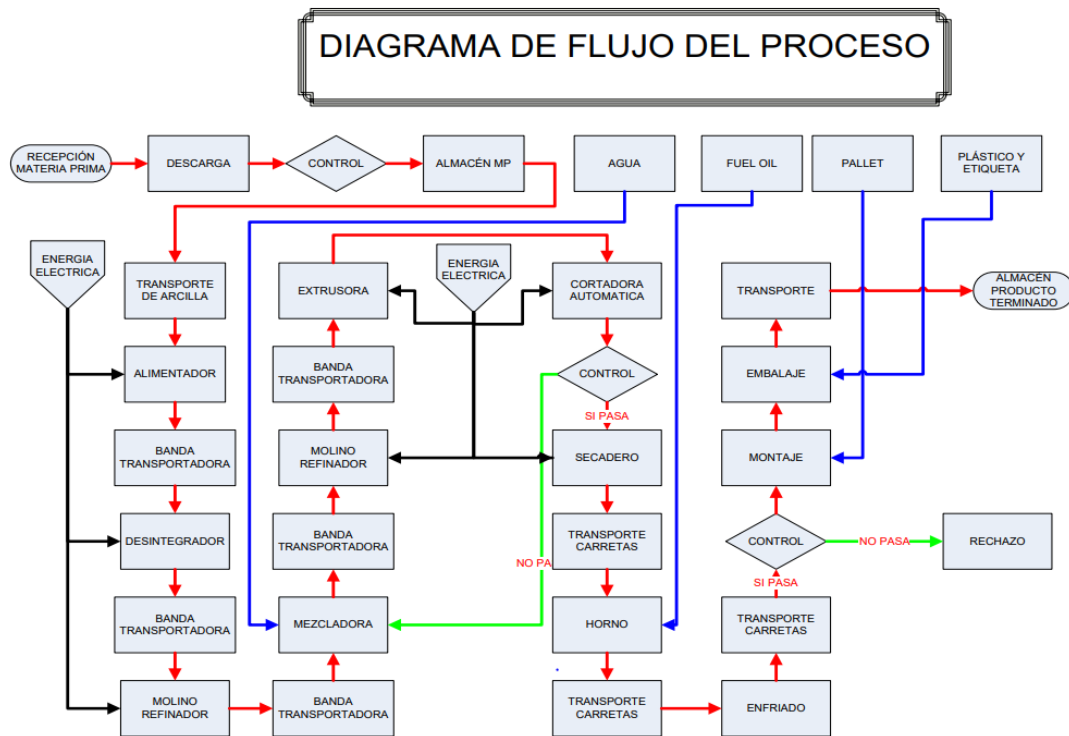 DIAGRAMA DE FLUJO DEL PROCESO
RECEPCIÓN
MATERIA PRIMA
DESCARGA
CONTROL
ALMACÉN MP
AGUA
FUEL OIL
PALLET
PLÁSTICO Y
ETIQUETA
ENERGIA
ELECTRICA
TRANSPORTE
DE ARCILLA
EXTRUSORA
ENERGIA
ELECTRICA
CORTADORA
AUTOMATICA
TRANSPORTE
ALMACÉN
PRODUCTO
TERMINADO
ALIMENTADOR
BANDA
TRANSPORTADORA
CONTROL
EMBALAJE
SI PASA
BANDA
TRANSPORTADORA
MOLINO
REFINADOR
SECADERO
MONTAJE
DESINTEGRADOR
BANDA
TRANSPORTADORA
TRANSPORTE
CARRETAS
CONTROL
NO PASA
RECHAZO
NO PA
SI PASA
BANDA
TRANSPORTADORA
MEZCLADORA
HORNO
TRANSPORTE
CARRETAS
MOLINO
REFINADOR
BANDA
TRANSPORTADORA
TRANSPORTE
CARRETAS
ENFRIADO